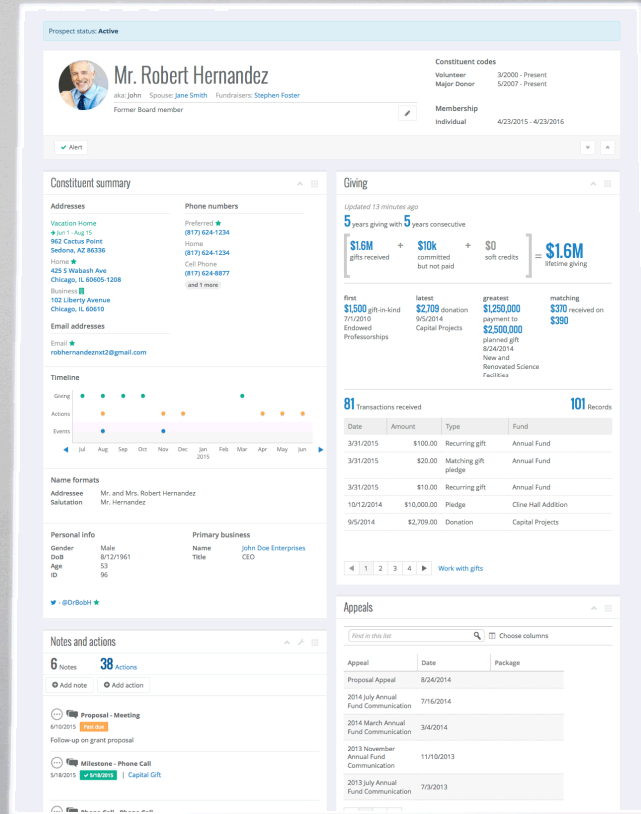 Prospect status: Active
Mr. Robert Hernandez
aka: John Spouse: Jane Smith Fundraisers: Stephen Foster
Former Board member
Constituent codes
Volunteer 3/2000 - Present
Major Donor 5/2007 - Present
Membership
Individual 4/23/2015 - 4/23/2016
Alert
Constituent summary
Addresses
Vacation Home
Jun 1 - Aug 15
962 Cactus Point
Sedona, AZ 86336
Home
425 S Wabash Ave
Chicago, IL 60605-1208
Business
102 Liberty Avenue
Chicago, IL 60610
Phone numbers
Preferred
(817) 624-1234
Home
(817) 624-1234
Cell Phone
(817) 624-8877
and 1 more
Email addresses
Email
robhernandeznxt2@gmail.com
Timeline
Giving
Actions
Events
Jul Aug Sep Oct Nov Dec Jan Feb Mar Apr May Jun
2015
Name formats
Addressee Mr. and Mrs. Robert Hernandez
Salutation Mr. Hernandez
Personal info
Gender Male
DoB 8/12/1961
Age 53
ID 96
Primary business
Name John Doe Enterprises
Title CEO
- @DrBobH
Notes and actions
6 Notes 38 Actions
Add note Add action
Proposal - Meeting
6/10/2015 Past due
Follow-up on grant proposal
Milestone - Phone Call
5/18/2015 5/18/2015 | Capital Gift
Phone Call - Phone Call
Giving
Updated 13 minutes ago
5 years giving with 5 years consecutive
$1.6M + $10k + $0 = $1.6M
gifts received committed soft credits lifetime giving
but not paid
first
$1,500 gift-in-kind
7/1/2010
Endowed
Professorships
latest
$2,709 donation
9/5/2014
Capital Projects
greatest
$1,250,000
payment to
$2,500,000
planned gift
8/24/2014
New and
Renovated Science
Facilities
matching
$370 received on
$390
81 Transactions received 101 Records
Date Amount Type Fund
3/31/2015 $100.00 Recurring gift Annual Fund
3/31/2015 $20.00 Matching gift Annual Fund
pledge
3/31/2015 $10.00 Recurring gift Annual Fund
10/12/2014 $10,000.00 Pledge Cline Hall Addition
9/5/2014 $2,709.00 Donation Capital Projects
1 2 3 4 Work with gifts
Appeals
Find in this list Choose columns
Appeal Date Package
Proposal Appeal 8/24/2014
2014 July Annual
Fund Communication 7/16/2014
2014 March Annual
Fund Communication 3/4/2014
2013 November
Annual Fund 11/10/2013
Communication
2013 July Annual
Fund Communication 7/3/2013